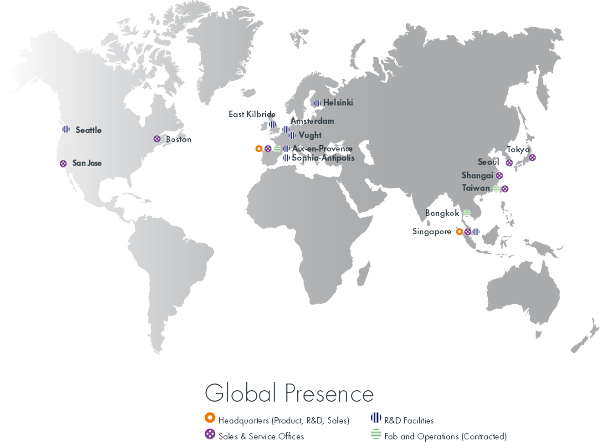 Helsinki
East Kilbride
Amsterdam
Seattle
Vught
Boston
Aix-en-Provence
Tokyo
Sophia-Antipolis
San Jose
Seoul
Shangai
Taiwan
Bangkok
Singapore
Global Presence
Headquarters (Product, R&D, Sales)
R&D Facilities
Sales & Service Offices
Fab and Operations (Contracted)